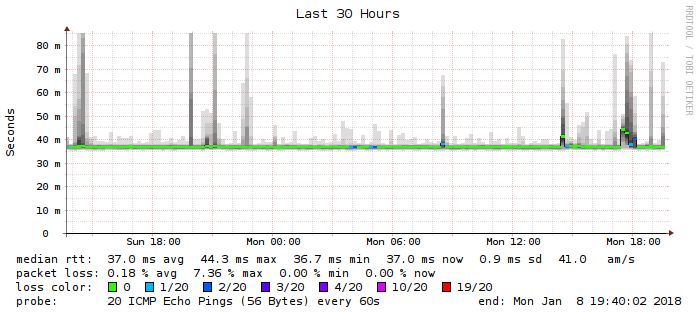 Last 30 Hours
RRDTOOL / TOBI OETIKER
Seconds
80 m
70 m
60 m
50 m
40 m
30 m
20 m
10 m
0
Sun 18:00 Mon 00:00 Mon 06:00 Mon 12:00 Mon 18:00
median rtt: 37.0 ms avg 44.3 ms max 36.7 ms min 37.0 ms now 0.9 ms sd 41.0 am/s
packet loss: 0.18 % avg 7.36 % max 0.00 % min 0.00 % now
loss color: 0 1/20 2/20 3/20 4/20 10/20 19/20
probe: 20 ICMP Echo Pings (56 Bytes) every 60s end: Mon Jan 8 19:40:02 2018